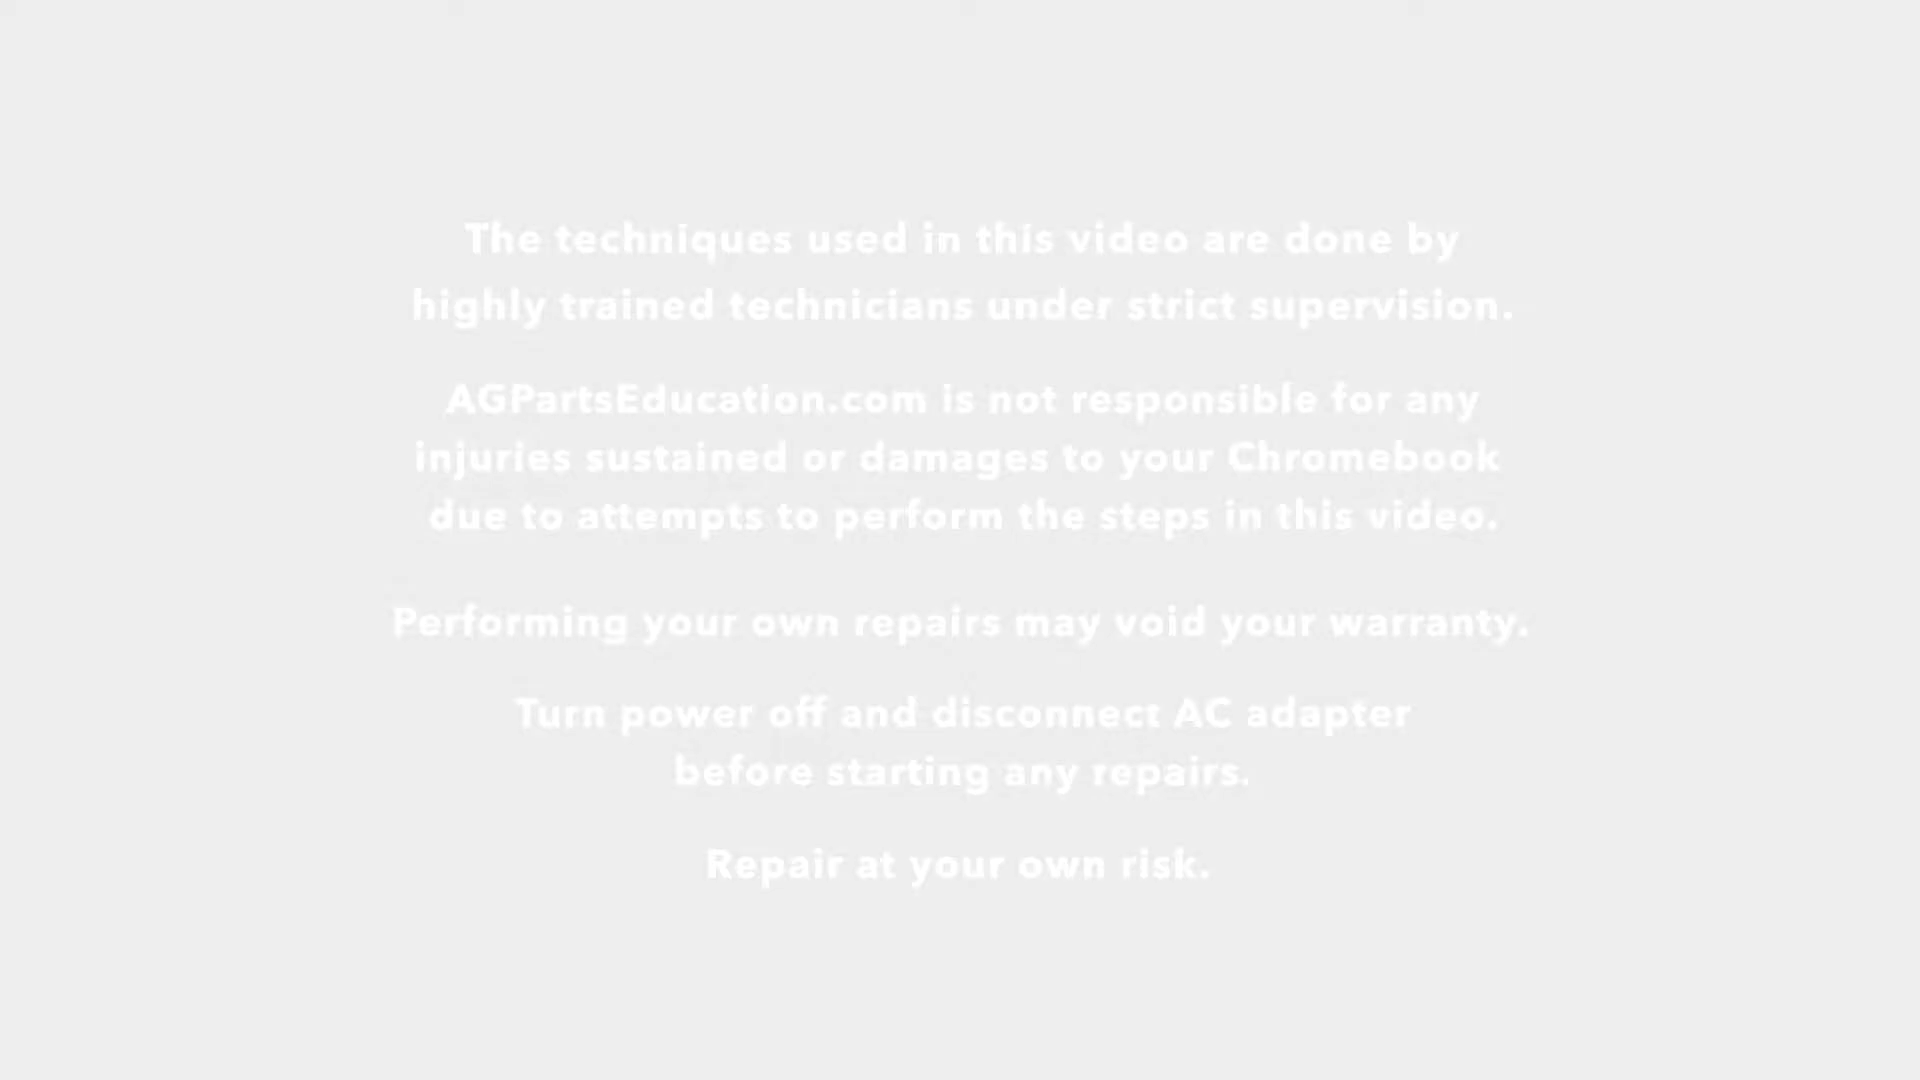 The techniques used in this video are done by
highly trained technicians under strict supervision.
AGPartsEducation.com is not responsible for any
injuries sustained or damages to your Chromebook
due to attempts to perform the steps in this video.
Performing your own repairs may void your warranty.
Turn power off and disconnect AC adapter
before starting any repairs.
Repair at your own risk.